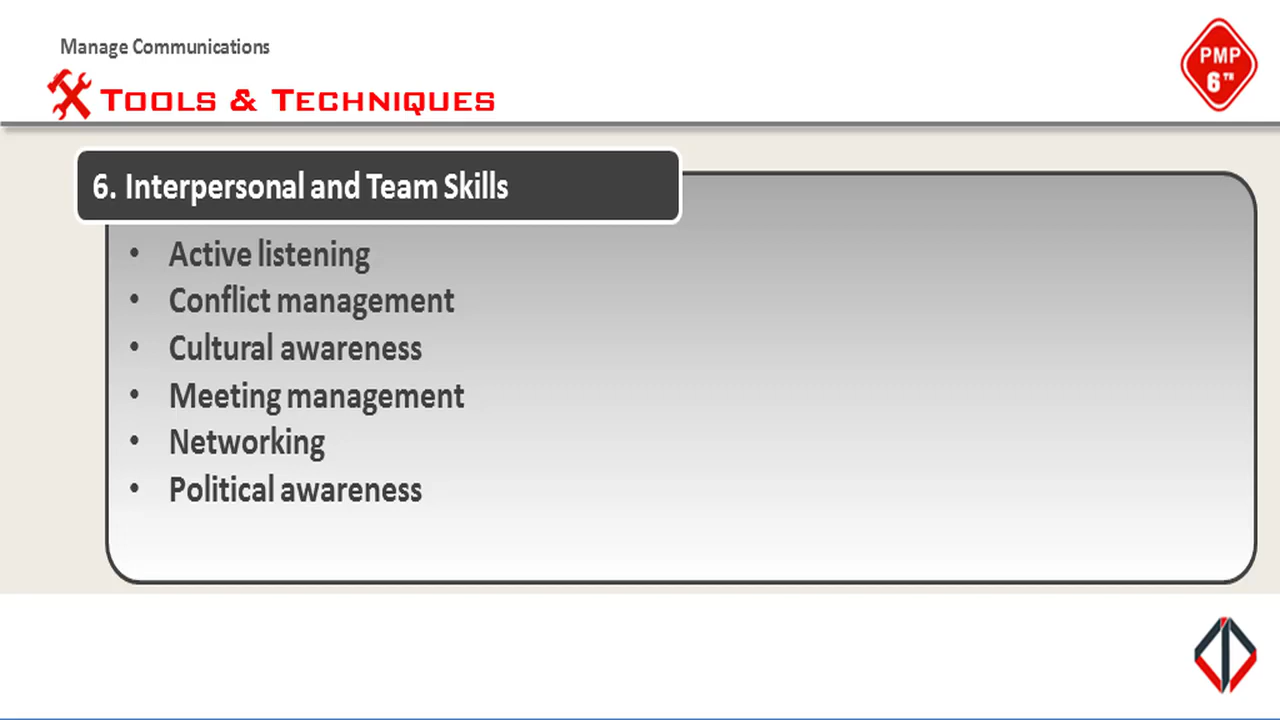 Manage Communications
PMP
6TH
TOOLS & TECHNIQUES
6. Interpersonal and Team Skills
• Active listening
• Conflict management
• Cultural awareness
• Meeting management
• Networking
• Political awareness